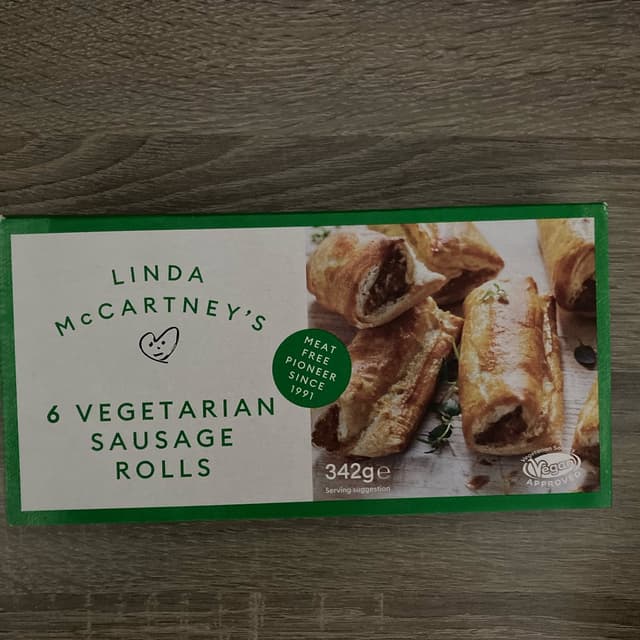 LINDA
McCARTNEY'S
6 VEGETARIAN
SAUSAGE
ROLLS
MEAT
FREE
PIONEER
SINCE
1991
342g e
Serving suggestion
Vegan
APPROVED